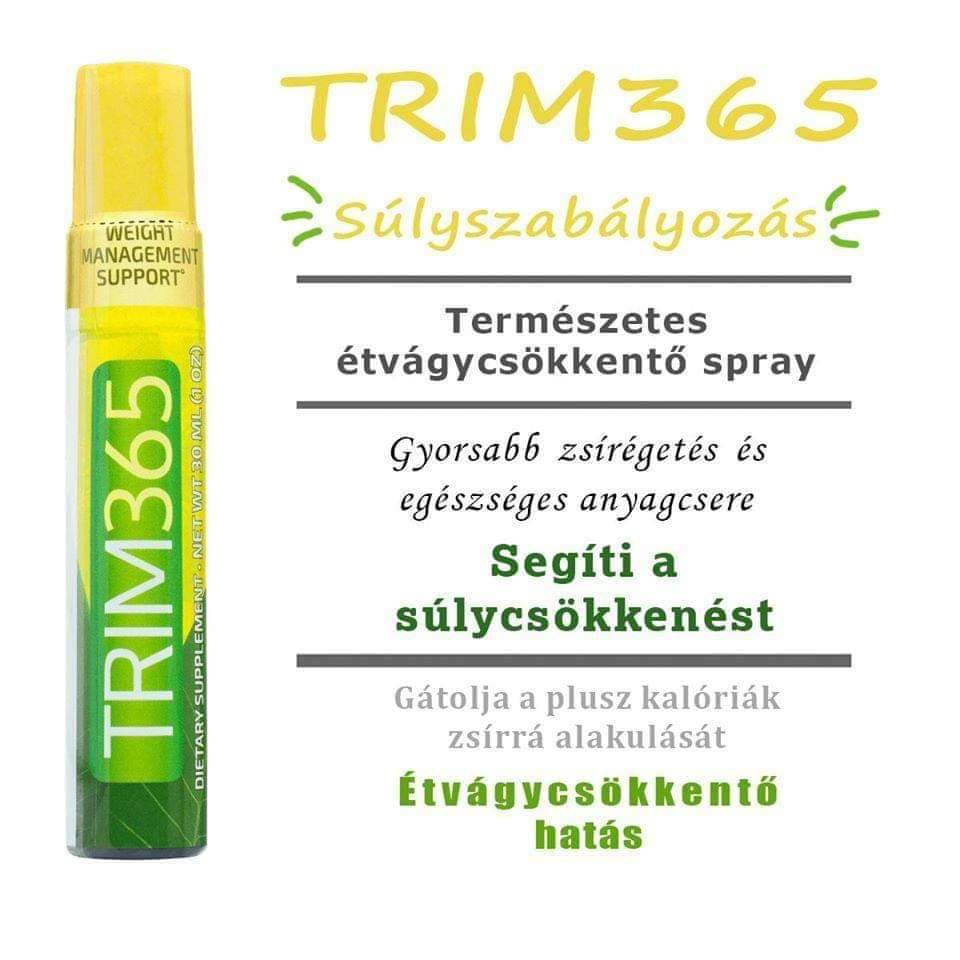 TRIM365
Súlyszabályozás
Természetes
étvágycsökkentő spray
Gyorsabb zsírégetés és
egészséges anyagcsere
Segíti a
súlycsökkenést
Gátolja a plusz kalóriák
zsírrá alakulását
Étvágycsökkentő
hatás
WEIGHT
MANAGEMENT
SUPPORT°
TRIM365
DIETARY SUPPLEMENT · NET WT 30 ML (1 OZ)